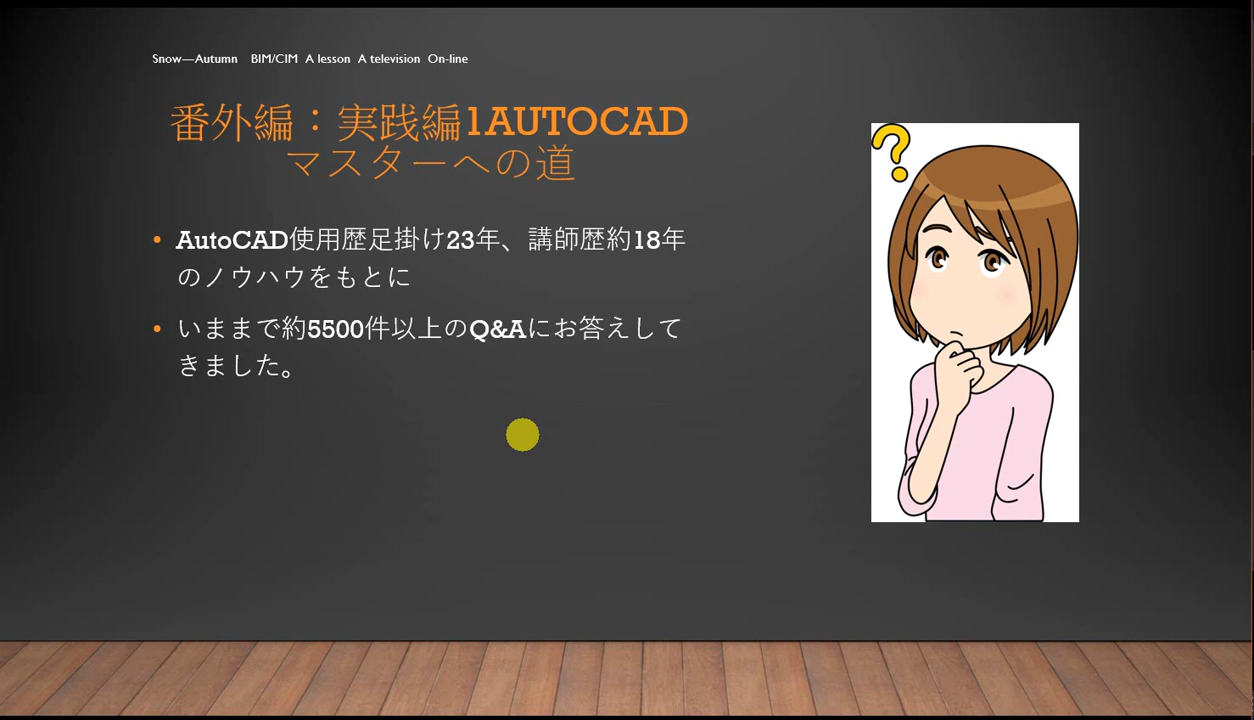 Snow―Autumn BIM/CIM A lesson A television On-line
番外編：実践編1AUTOCAD
マスターへの道
• AutoCAD使用歴足掛け23年、講師歴約18年
のノウハウをもとに
• いままで約5500件以上のQ&Aにお答えして
きました。
?